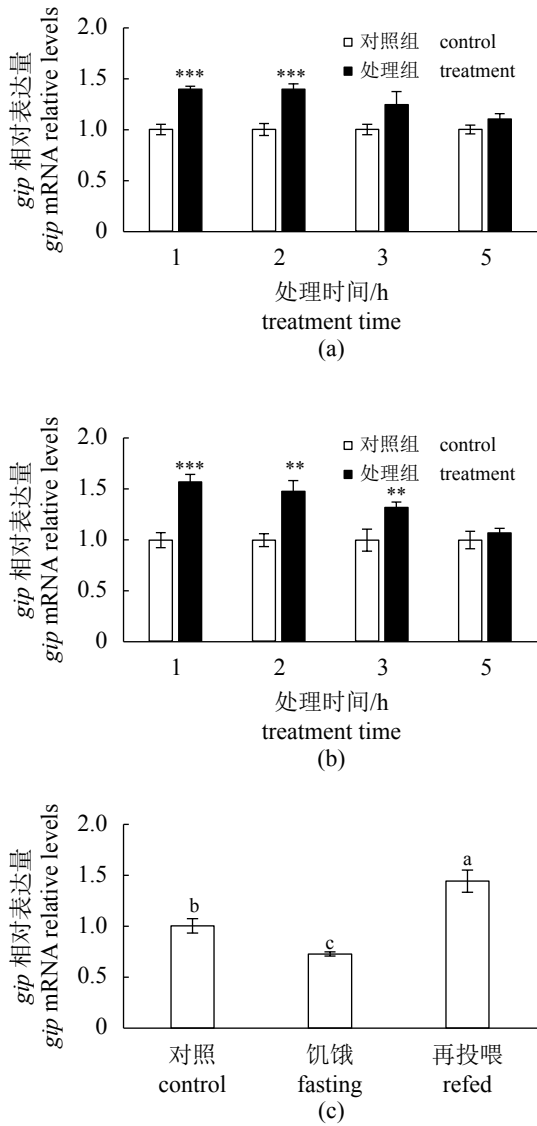 2.0
1.5
1.0
0.5
0
gip 相对表达量
gip mRNA relative levels
对照组 control
处理组 treatment
***
***
1
2
3
5
处理时间/h
treatment time
(a)
2.0
1.5
1.0
0.5
0
gip 相对表达量
gip mRNA relative levels
对照组 control
处理组 treatment
***
**
**
1
2
3
5
处理时间/h
treatment time
(b)
2.0
1.5
1.0
0.5
0
gip 相对表达量
gip mRNA relative levels
b
c
a
对照
control
饥饿
fasting
再投喂
refed
(c)